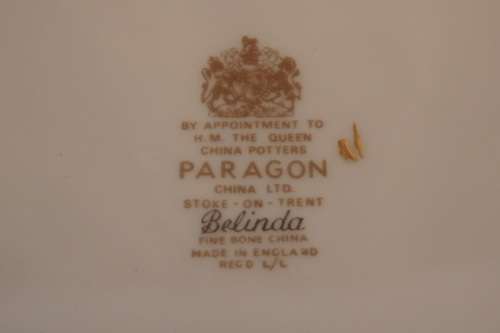 BY APPOINTMENT TO
H.M. THE QUEEN
CHINA POTTERS
PARAGON
CHINA LTD.
STOKE-ON-TRENT
Belinda
FINE BONE CHINA
MADE IN ENGLAND
REGD L/L